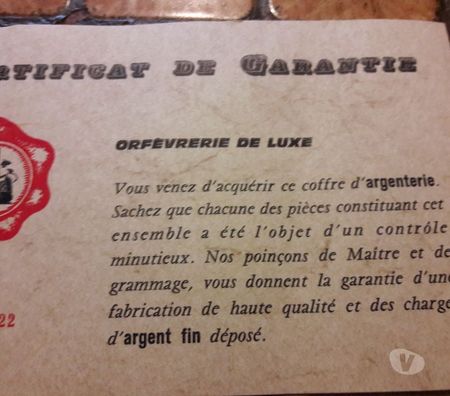 RTIFICAT DE GARANTIE
ORFÈVRERIE DE LUXE
Vous venez d'acquérir ce coffre d'argenterie.
Sachez que chacune des pièces constituant cet
ensemble a été l'objet d'un contrôle
minutieux. Nos poinçons de Maître et de
grammage, vous donnent la garantie d'une
fabrication de haute qualité et des charge
d'argent fin déposé.
22
V